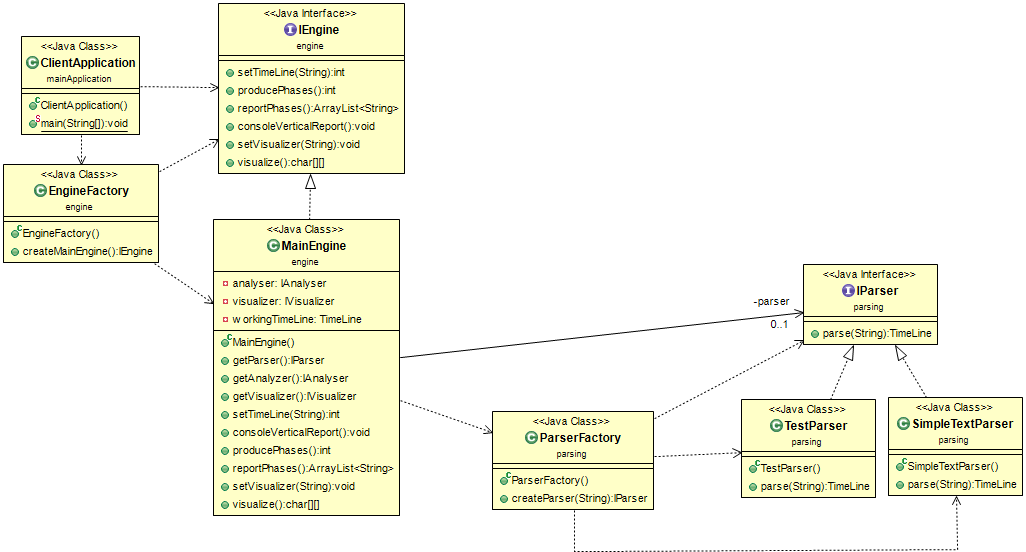 <<Java Interface>>
IEngine
engine
setTimeLine(String):int
producePhases():int
reportPhases():ArrayList<String>
consoleVerticalReport():void
setVisualizer(String):void
visualize():char[][]
<<Java Class>>
ClientApplication
mainApplication
ClientApplication()
main(String[]):void
<<Java Class>>
EngineFactory
engine
EngineFactory()
createMainEngine():IEngine
<<Java Class>>
MainEngine
engine
analyser: IAnalyser
visualizer: IVisualizer
workingTimeLine: TimeLine
MainEngine()
getParser():IParser
getAnalyzer():IAnalyser
getVisualizer():IVisualizer
setTimeLine(String):int
consoleVerticalReport():void
producePhases():int
reportPhases():ArrayList<String>
setVisualizer(String):void
visualize():char[][]
-parser
0..1
<<Java Interface>>
IParser
parsing
parse(String):TimeLine
<<Java Class>>
ParserFactory
parsing
ParserFactory()
createParser(String):IParser
<<Java Class>>
TestParser
parsing
TestParser()
parse(String):TimeLine
<<Java Class>>
SimpleTextParser
parsing
SimpleTextParser()
parse(String):TimeLine